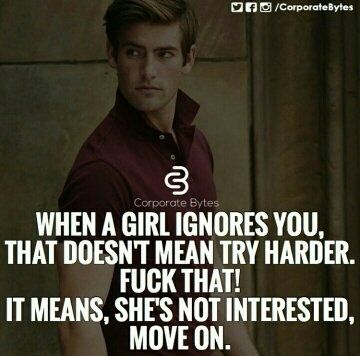 /CorporateBytes
Corporate Bytes
WHEN A GIRL IGNORES YOU,
THAT DOESN'T MEAN TRY HARDER.
FUCK THAT!
IT MEANS, SHE'S NOT INTERESTED,
MOVE ON.